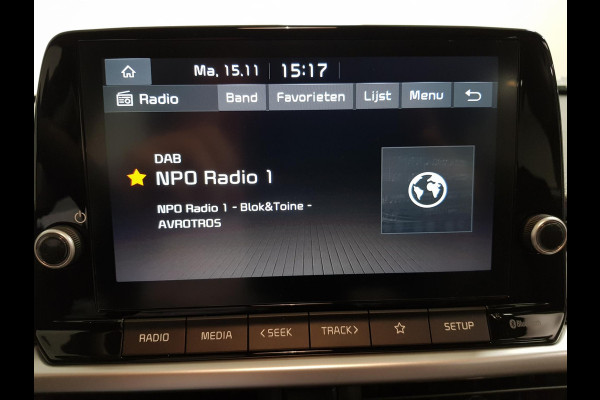 Ma, 15.11 15:17
Radio Band Favorieten Lijst Menu
DAB
NPO Radio 1
NPO Radio 1 - Blok&Toine -
AVROTROS
RADIO MEDIA <SEEK TRACK> SETUP